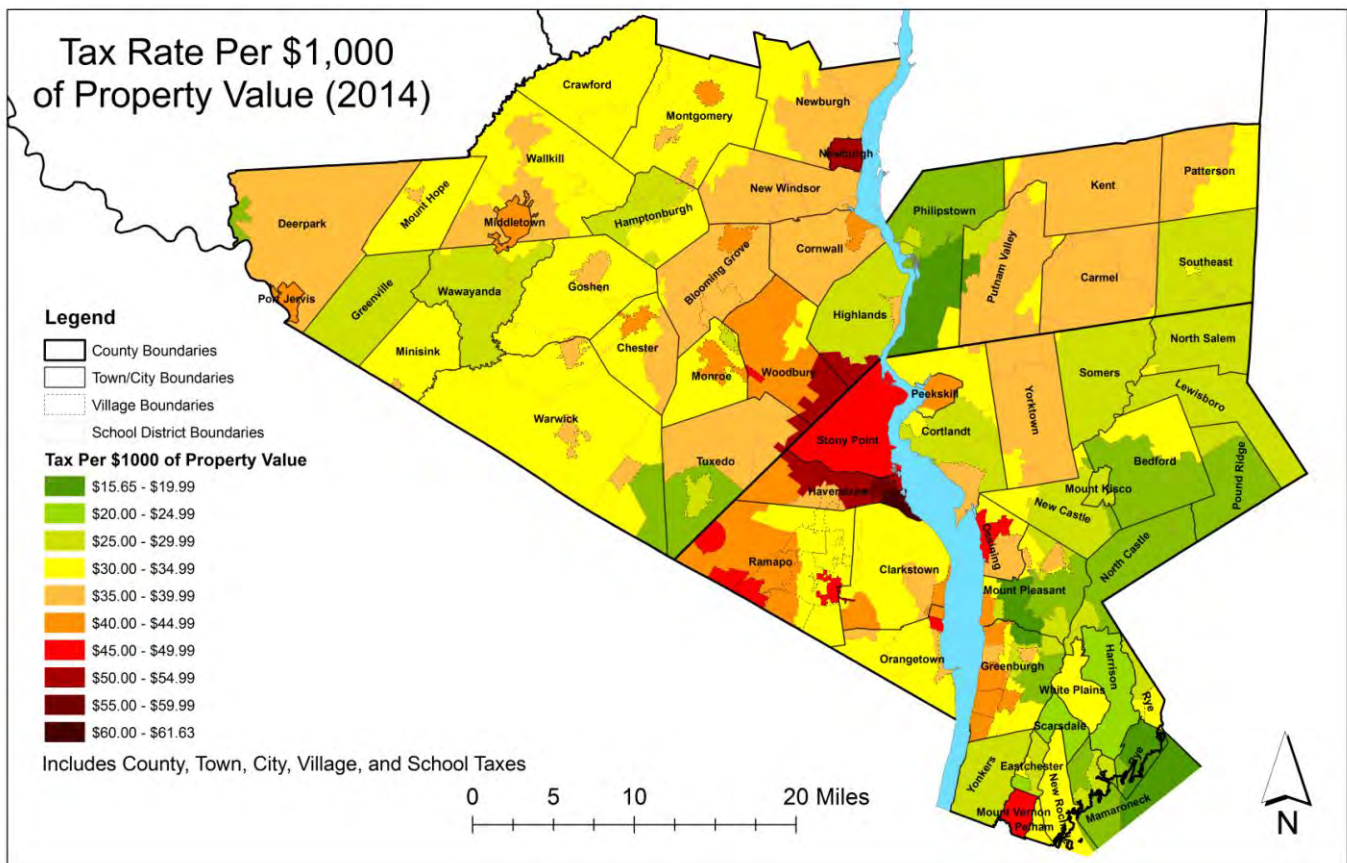 Tax Rate Per $1,000
of Property Value (2014)
Crawford
Montgomery
Newburgh
Newburgh
Wallkill
Mount Hope
Deerpark
Middletown
Hamptonburgh
New Windsor
Philipstown
Kent
Patterson
Putnam Valley
Carmel
Southeast
Port Jervis
Greenville
Wawayanda
Goshen
Blooming Grove
Cornwall
Highlands
Minisink
Chester
Monroe
Woodbury
Warwick
Tuxedo
Stony Point
Haverstraw
Peekskill
Cortlandt
Yorktown
Somers
North Salem
Lewisboro
Bedford
Pound Ridge
Mount Kisco
New Castle
North Castle
Ossining
Mount Pleasant
Ramapo
Clarkstown
Orangetown
Greenburgh
White Plains
Harrison
Rye
Scarsdale
Yonkers
Eastchester
New Rochelle
Mount Vernon
Pelham
Mamaroneck
Rye
Legend
County Boundaries
Town/City Boundaries
Village Boundaries
School District Boundaries
Tax Per $1000 of Property Value
$15.65 - $19.99
$20.00 - $24.99
$25.00 - $29.99
$30.00 - $34.99
$35.00 - $39.99
$40.00 - $44.99
$45.00 - $49.99
$50.00 - $54.99
$55.00 - $59.99
$60.00 - $61.63
Includes County, Town, City, Village, and School Taxes
0 5 10 20 Miles
N